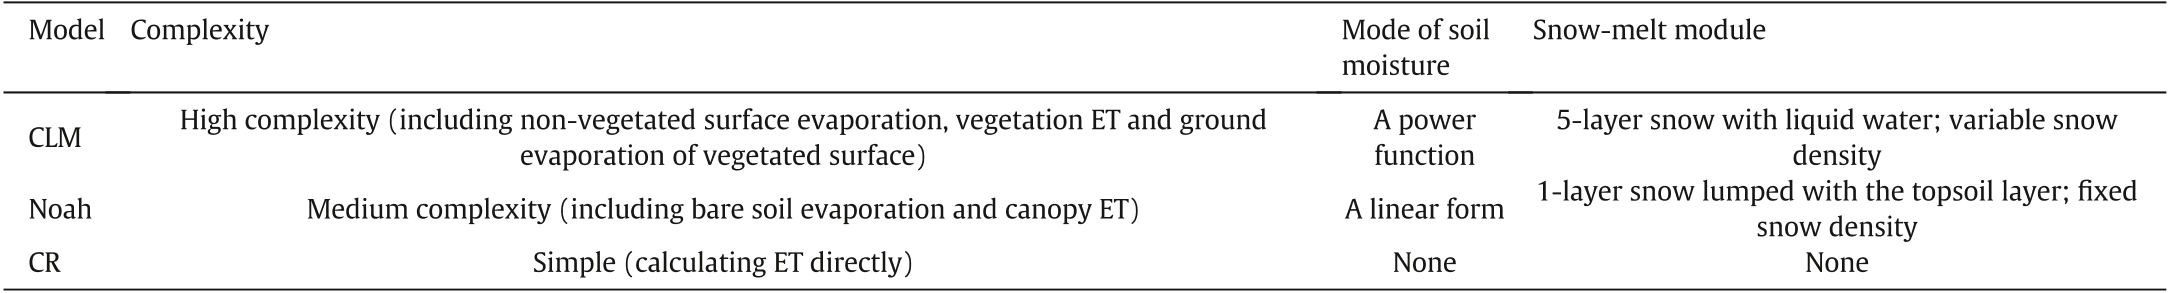 Model Complexity Mode of soil Snow-melt module
moisture
High complexity (including non-vegetated surface evaporation, vegetation ET and ground A power 5-layer snow with liquid water; variable snow
CLM
evaporation of vegetated surface) function density
1-layer snow lumped with the topsoil layer; fixed
Noah Medium complexity (including bare soil evaporation and canopy ET) A linear form
snow density
CR Simple (calculating ET directly) None None